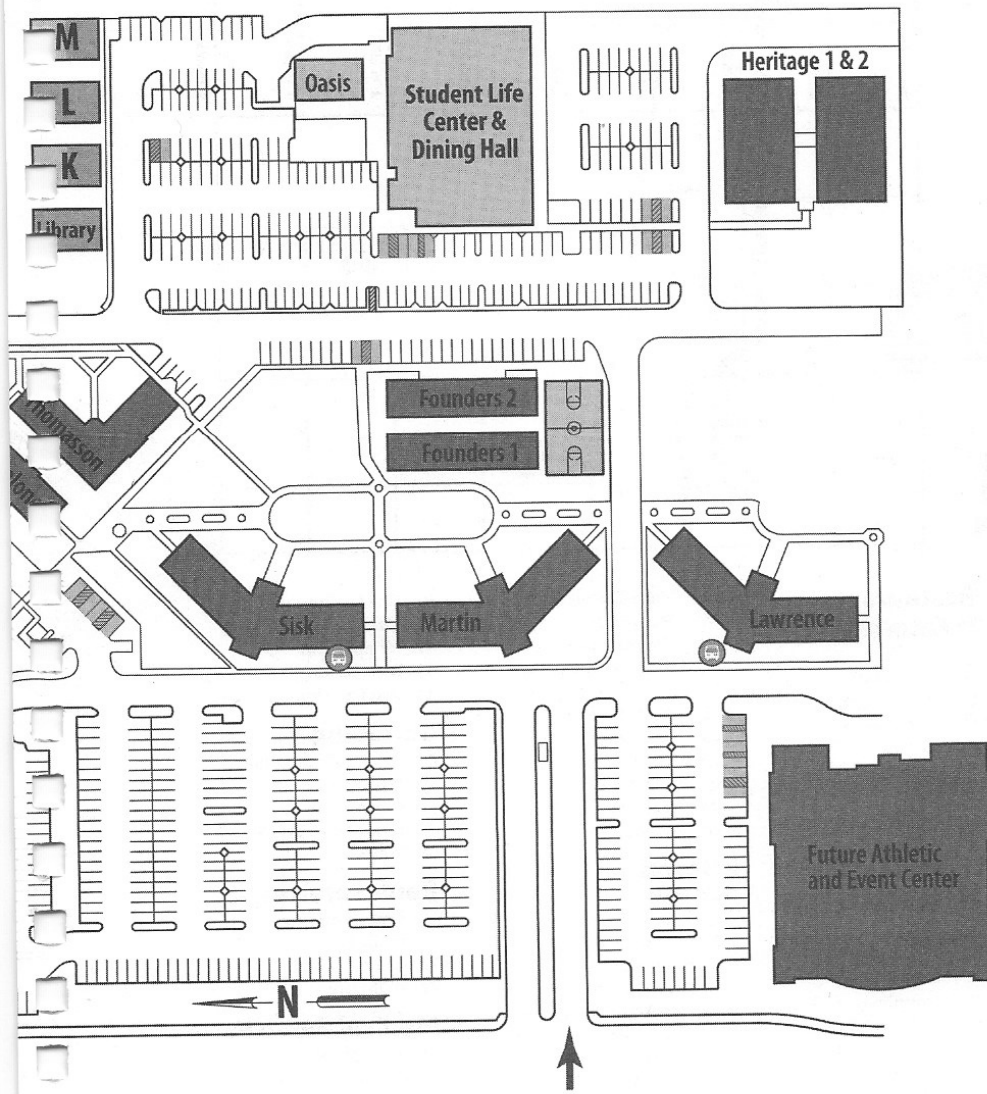 M
Oasis
Student Life
Center &
Dining Hall
Heritage 1 & 2
L
K
Library
Founders 2
Founders 1
Thomasson
Sisk
Martin
Lawrence
Future Athletic
and Event Center
N